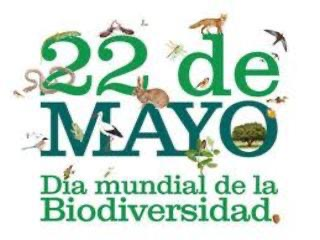 22 de
MAYO
Día mundial de la
Biodiversidad